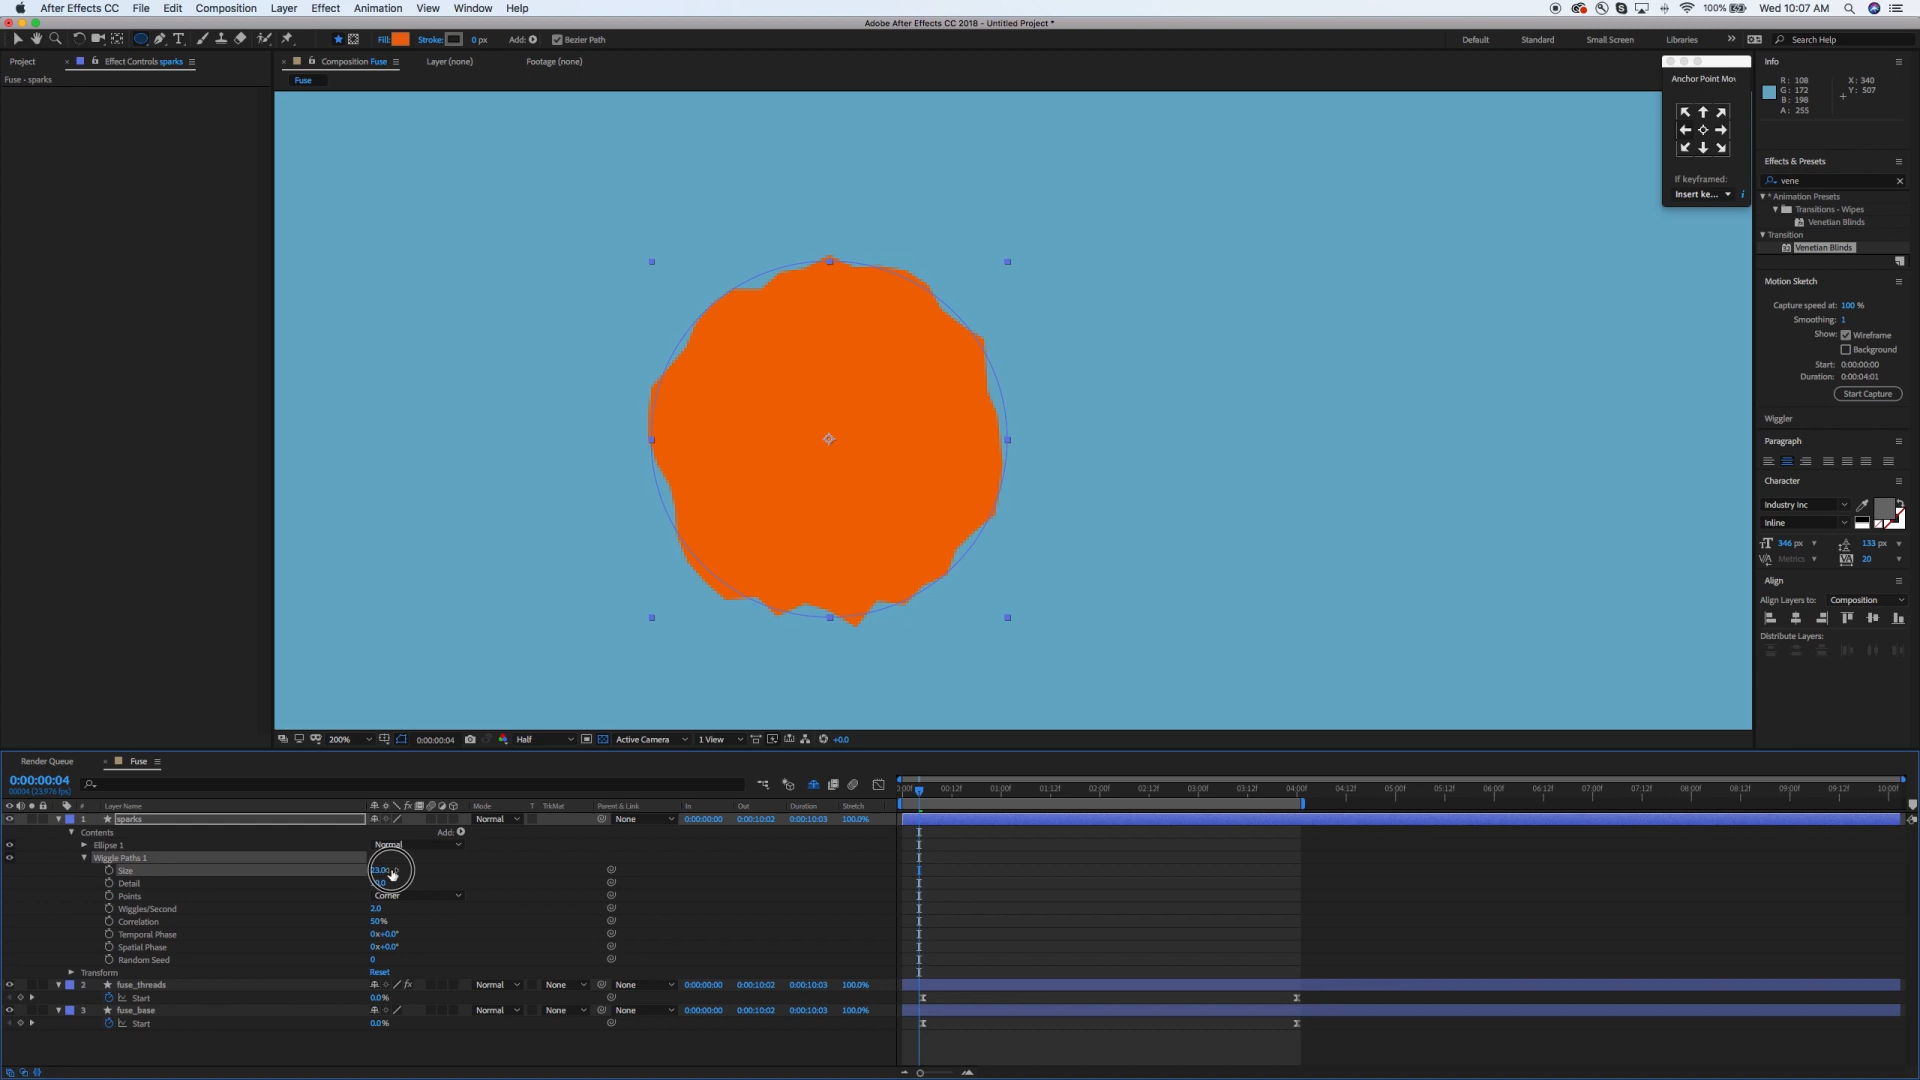 After Effects CC File Edit Composition Layer Effect Animation View Window Help 100% Wed 10:07 AM
Adobe After Effects CC 2018 - Untitled Project *
Fill: Stroke: 0 px Add: Bezier Path Default Standard Small Screen Libraries Search Help
Project Effect Controls sparks Composition Fuse Layer (none) Footage (none)
Fuse • sparks
Fuse
Anchor Point Mov
If keyframed:
Insert ke...
Info
R: 108 X: 340
G: 172 Y: 507
B: 198
A: 255
Effects & Presets
vene
* Animation Presets
Transitions - Wipes
Venetian Blinds
Transition
Venetian Blinds
Motion Sketch
Capture speed at: 100 %
Smoothing: 1
Show: Wireframe
Background
Start: 0:00:00:00
Duration: 0:00:04:01
Start Capture
Wiggler
Paragraph
Character
Industry Inc
Inline
346 px 133 px
Metrics 20
Align
Align Layers to: Composition
Distribute Layers:
200% 0:00:00:04 Half Active Camera 1 View +0.0
Render Queue Fuse
0:00:00:04
00004 (23.976 fps)
# Layer Name Mode T TrkMat Parent & Link In Out Duration Stretch
0:00f 00:12f 01:00f 01:12f 02:00f 02:12f 03:00f 03:12f 04:00f 04:12f 05:00f 05:12f 06:00f 06:12f 07:00f 07:12f 08:00f 08:12f 09:00f 09:12f 10:00f
1 sparks Normal None 0:00:00:00 0:00:10:02 0:00:10:03 100.0%
Contents Add:
Ellipse 1 Normal
Wiggle Paths 1
Size 23.0
Detail
Points Corner
Wiggles/Second 2.0
Correlation 50%
Temporal Phase 0x+0.0°
Spatial Phase 0x+0.0°
Random Seed 0
Transform Reset
2 fuse_threads Normal None None 0:00:00:00 0:00:10:02 0:00:10:03 100.0%
Start 0.0%
3 fuse_base Normal None None 0:00:00:00 0:00:10:02 0:00:10:03 100.0%
Start 0.0%